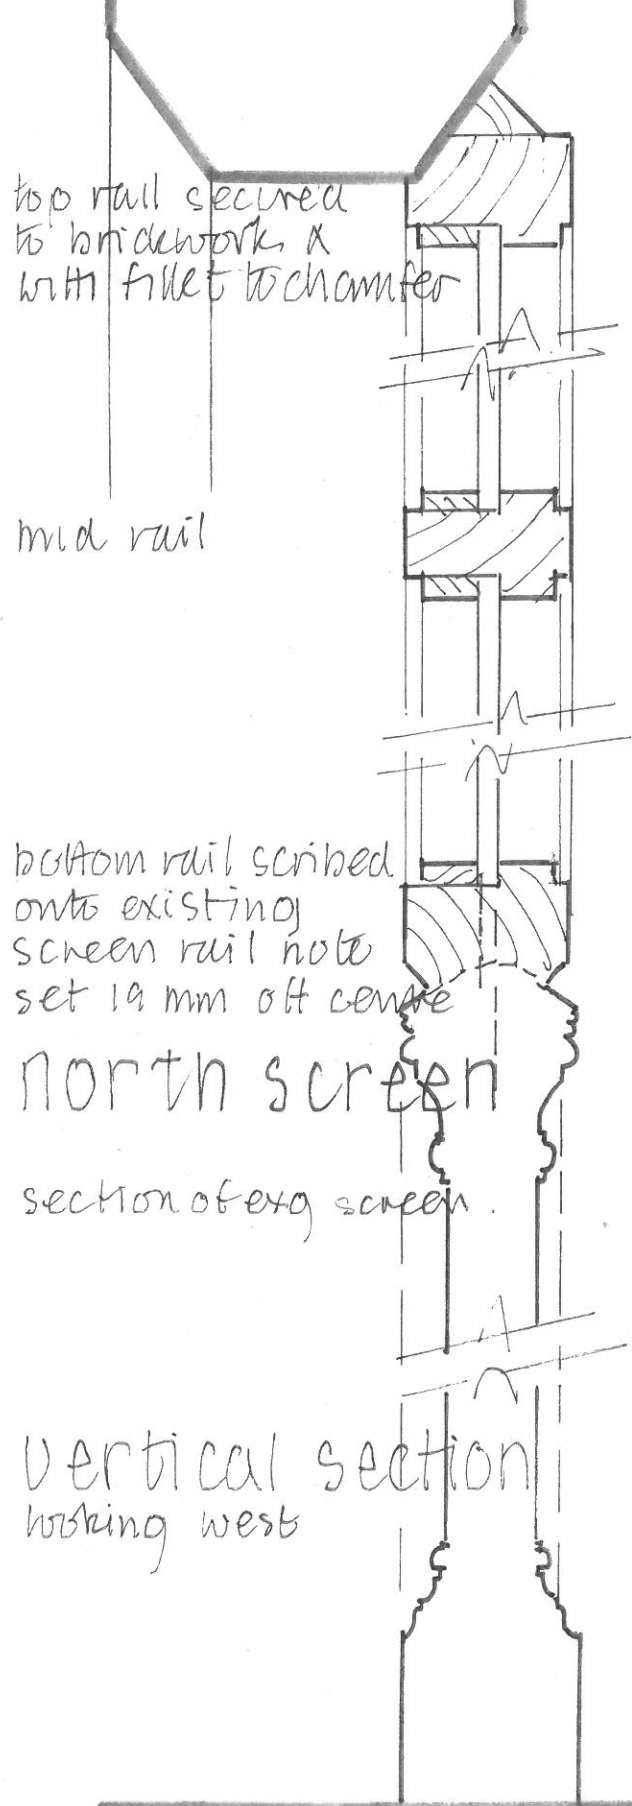 top rail secured
to brickwork &
with fillet to chamfer
mid rail
bottom rail scribed
onto existing
screen rail note
set 19 mm off centre
north screen
section of exg screen.
vertical section
looking west